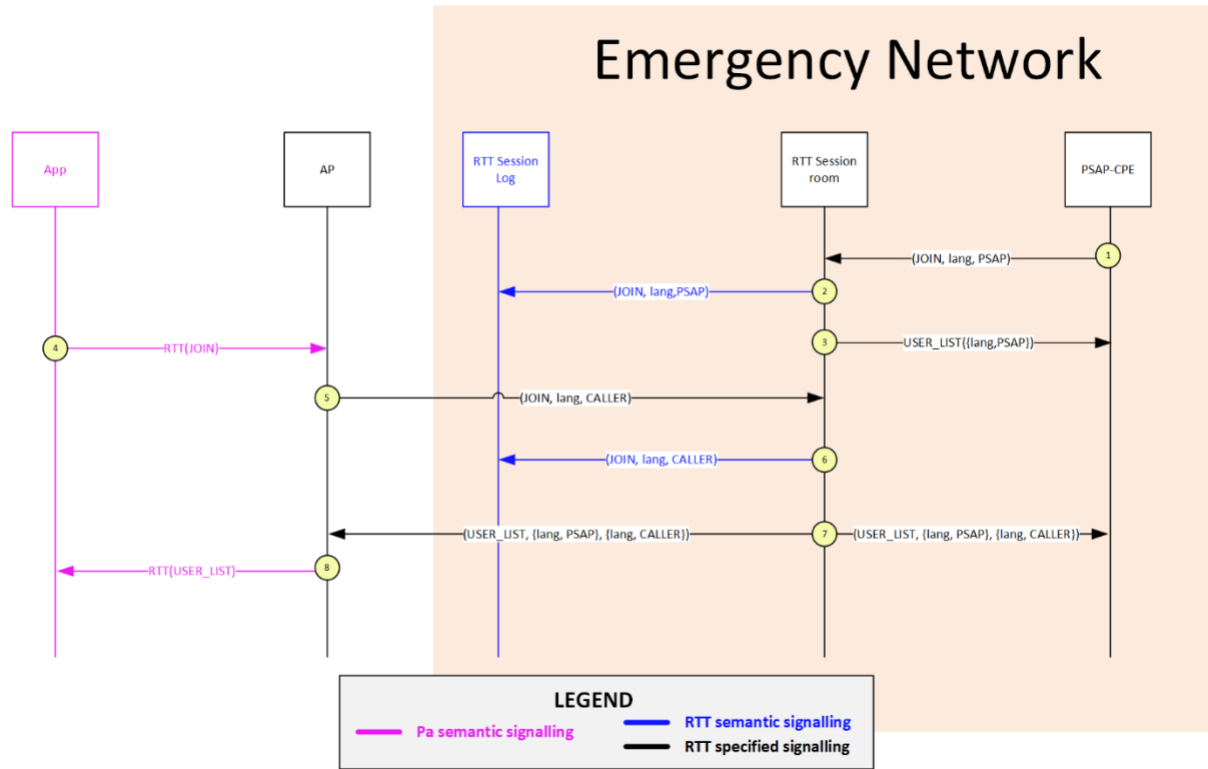 Emergency Network
App
AP
RTT Session
Log
RTT Session
room
PSAP-CPE
1
(JOIN, lang, PSAP)
2
(JOIN, lang,PSAP)
3
USER_LIST({lang,PSAP})
4
RTT(JOIN)
5
(JOIN, lang, CALLER)
6
(JOIN, lang, CALLER)
(USER_LIST, {lang, PSAP}, {lang, CALLER})
7
(USER_LIST, {lang, PSAP}, {lang, CALLER})
8
RTT(USER_LIST)
LEGEND
Pa semantic signalling
RTT semantic signalling
RTT specified signalling